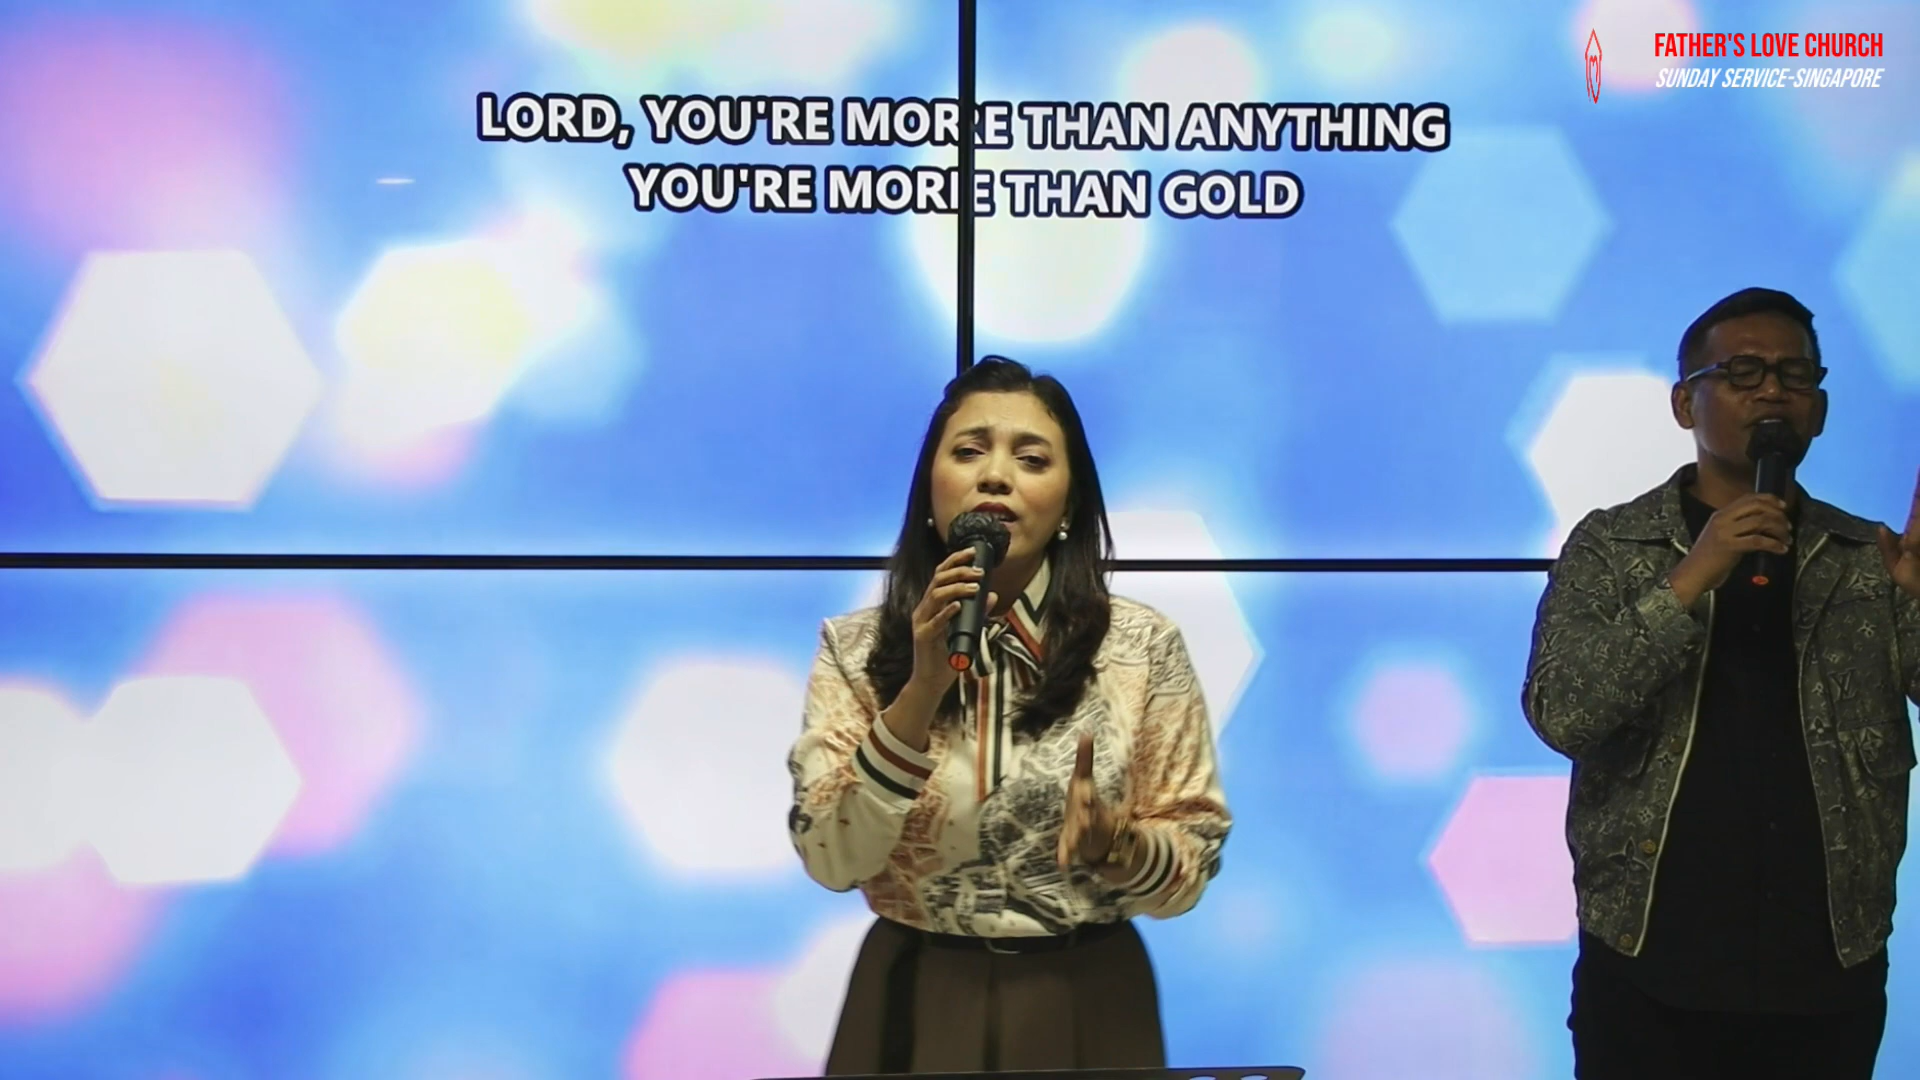 FATHER'S LOVE CHURCH
SUNDAY SERVICE-SINGAPORE
LORD, YOU'RE MORE THAN ANYTHING
YOU'RE MORE THAN GOLD